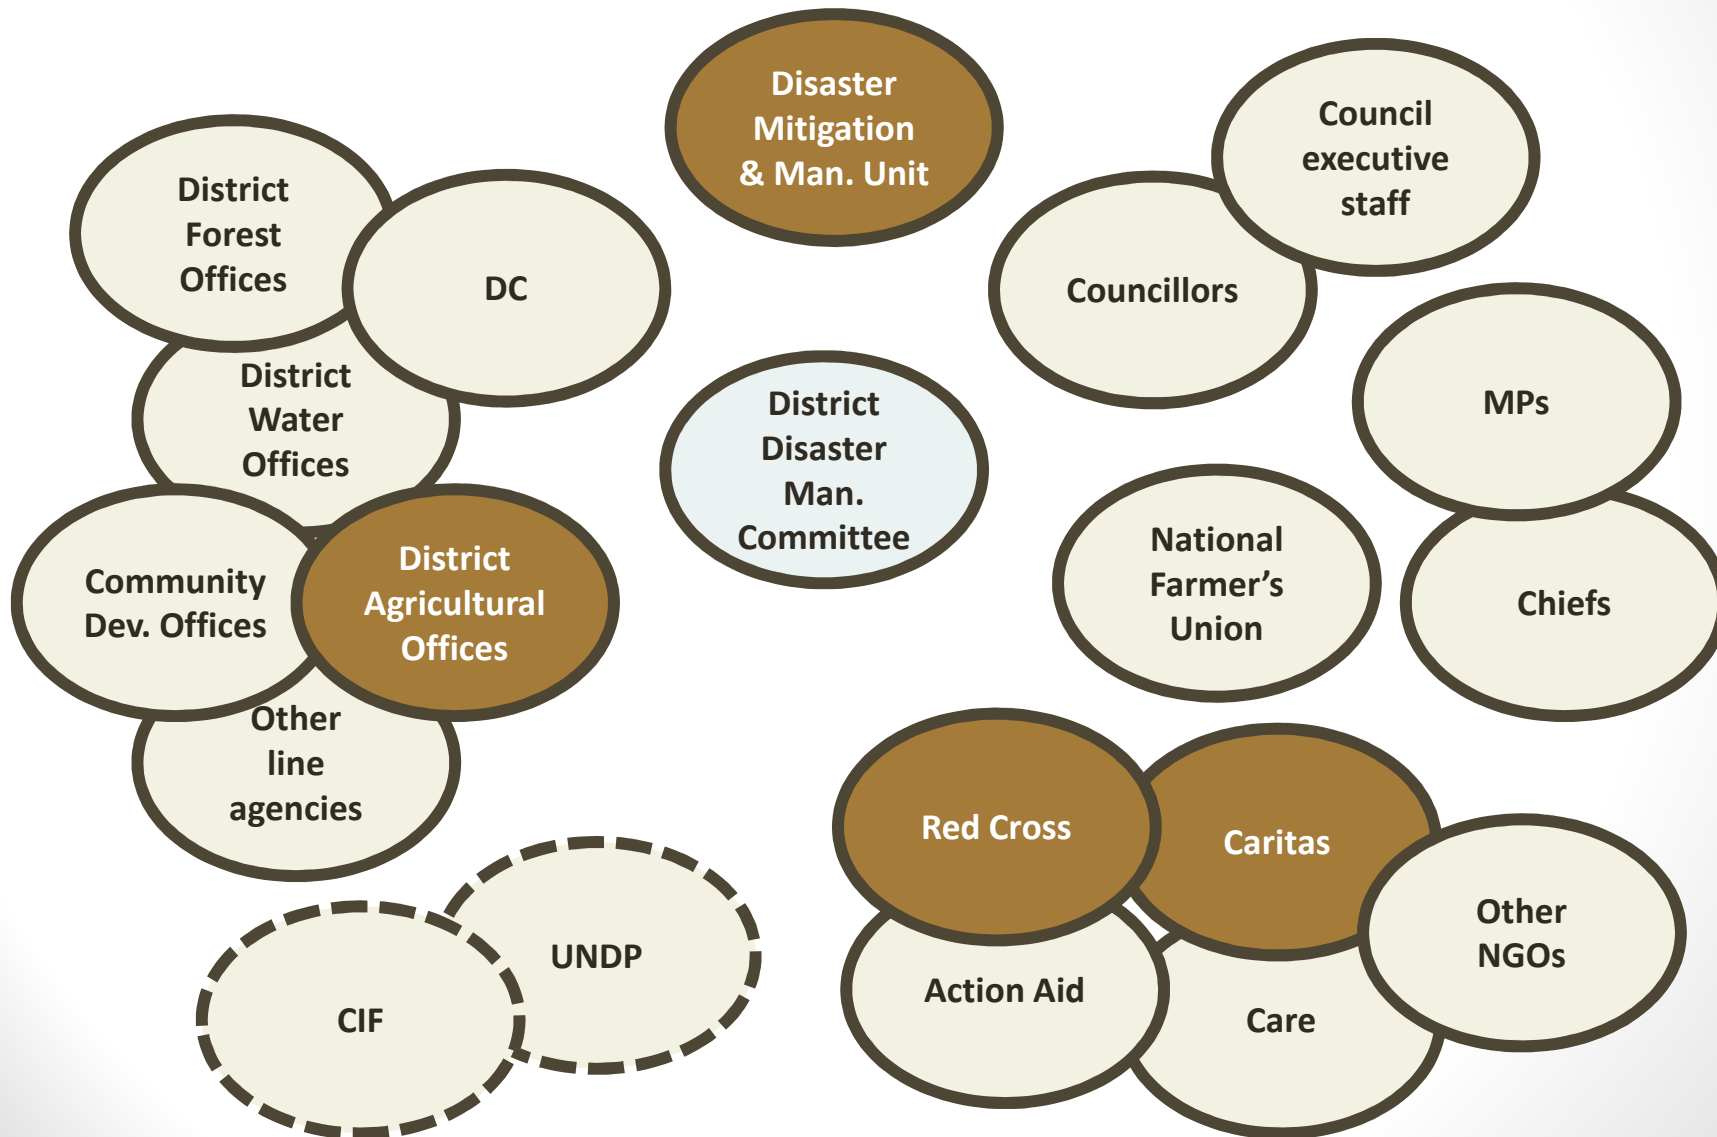 Disaster
Mitigation
& Man. Unit
Council
executive
staff
District
Forest
Offices
DC
Councillors
District
Water
Offices
District
Disaster
Man.
Committee
MPs
National
Farmer’s
Union
Chiefs
Community
Dev. Offices
District
Agricultural
Offices
Other
line
agencies
Red Cross
Caritas
Other
NGOs
UNDP
Action Aid
CIF
Care